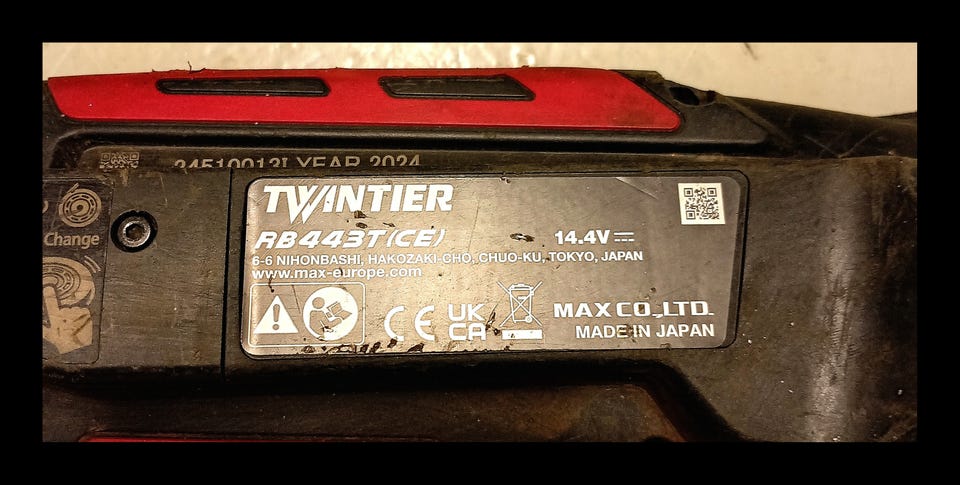 24510013I YEAR 2024
TWINTIER
RB443T(CE)
14.4V
6-6 NIHONBASHI, HAKOZAKI-CHO, CHUO-KU, TOKYO, JAPAN
www.max-europe.com
Change
CE
UK
CA
MAX CO.,LTD.
MADE IN JAPAN